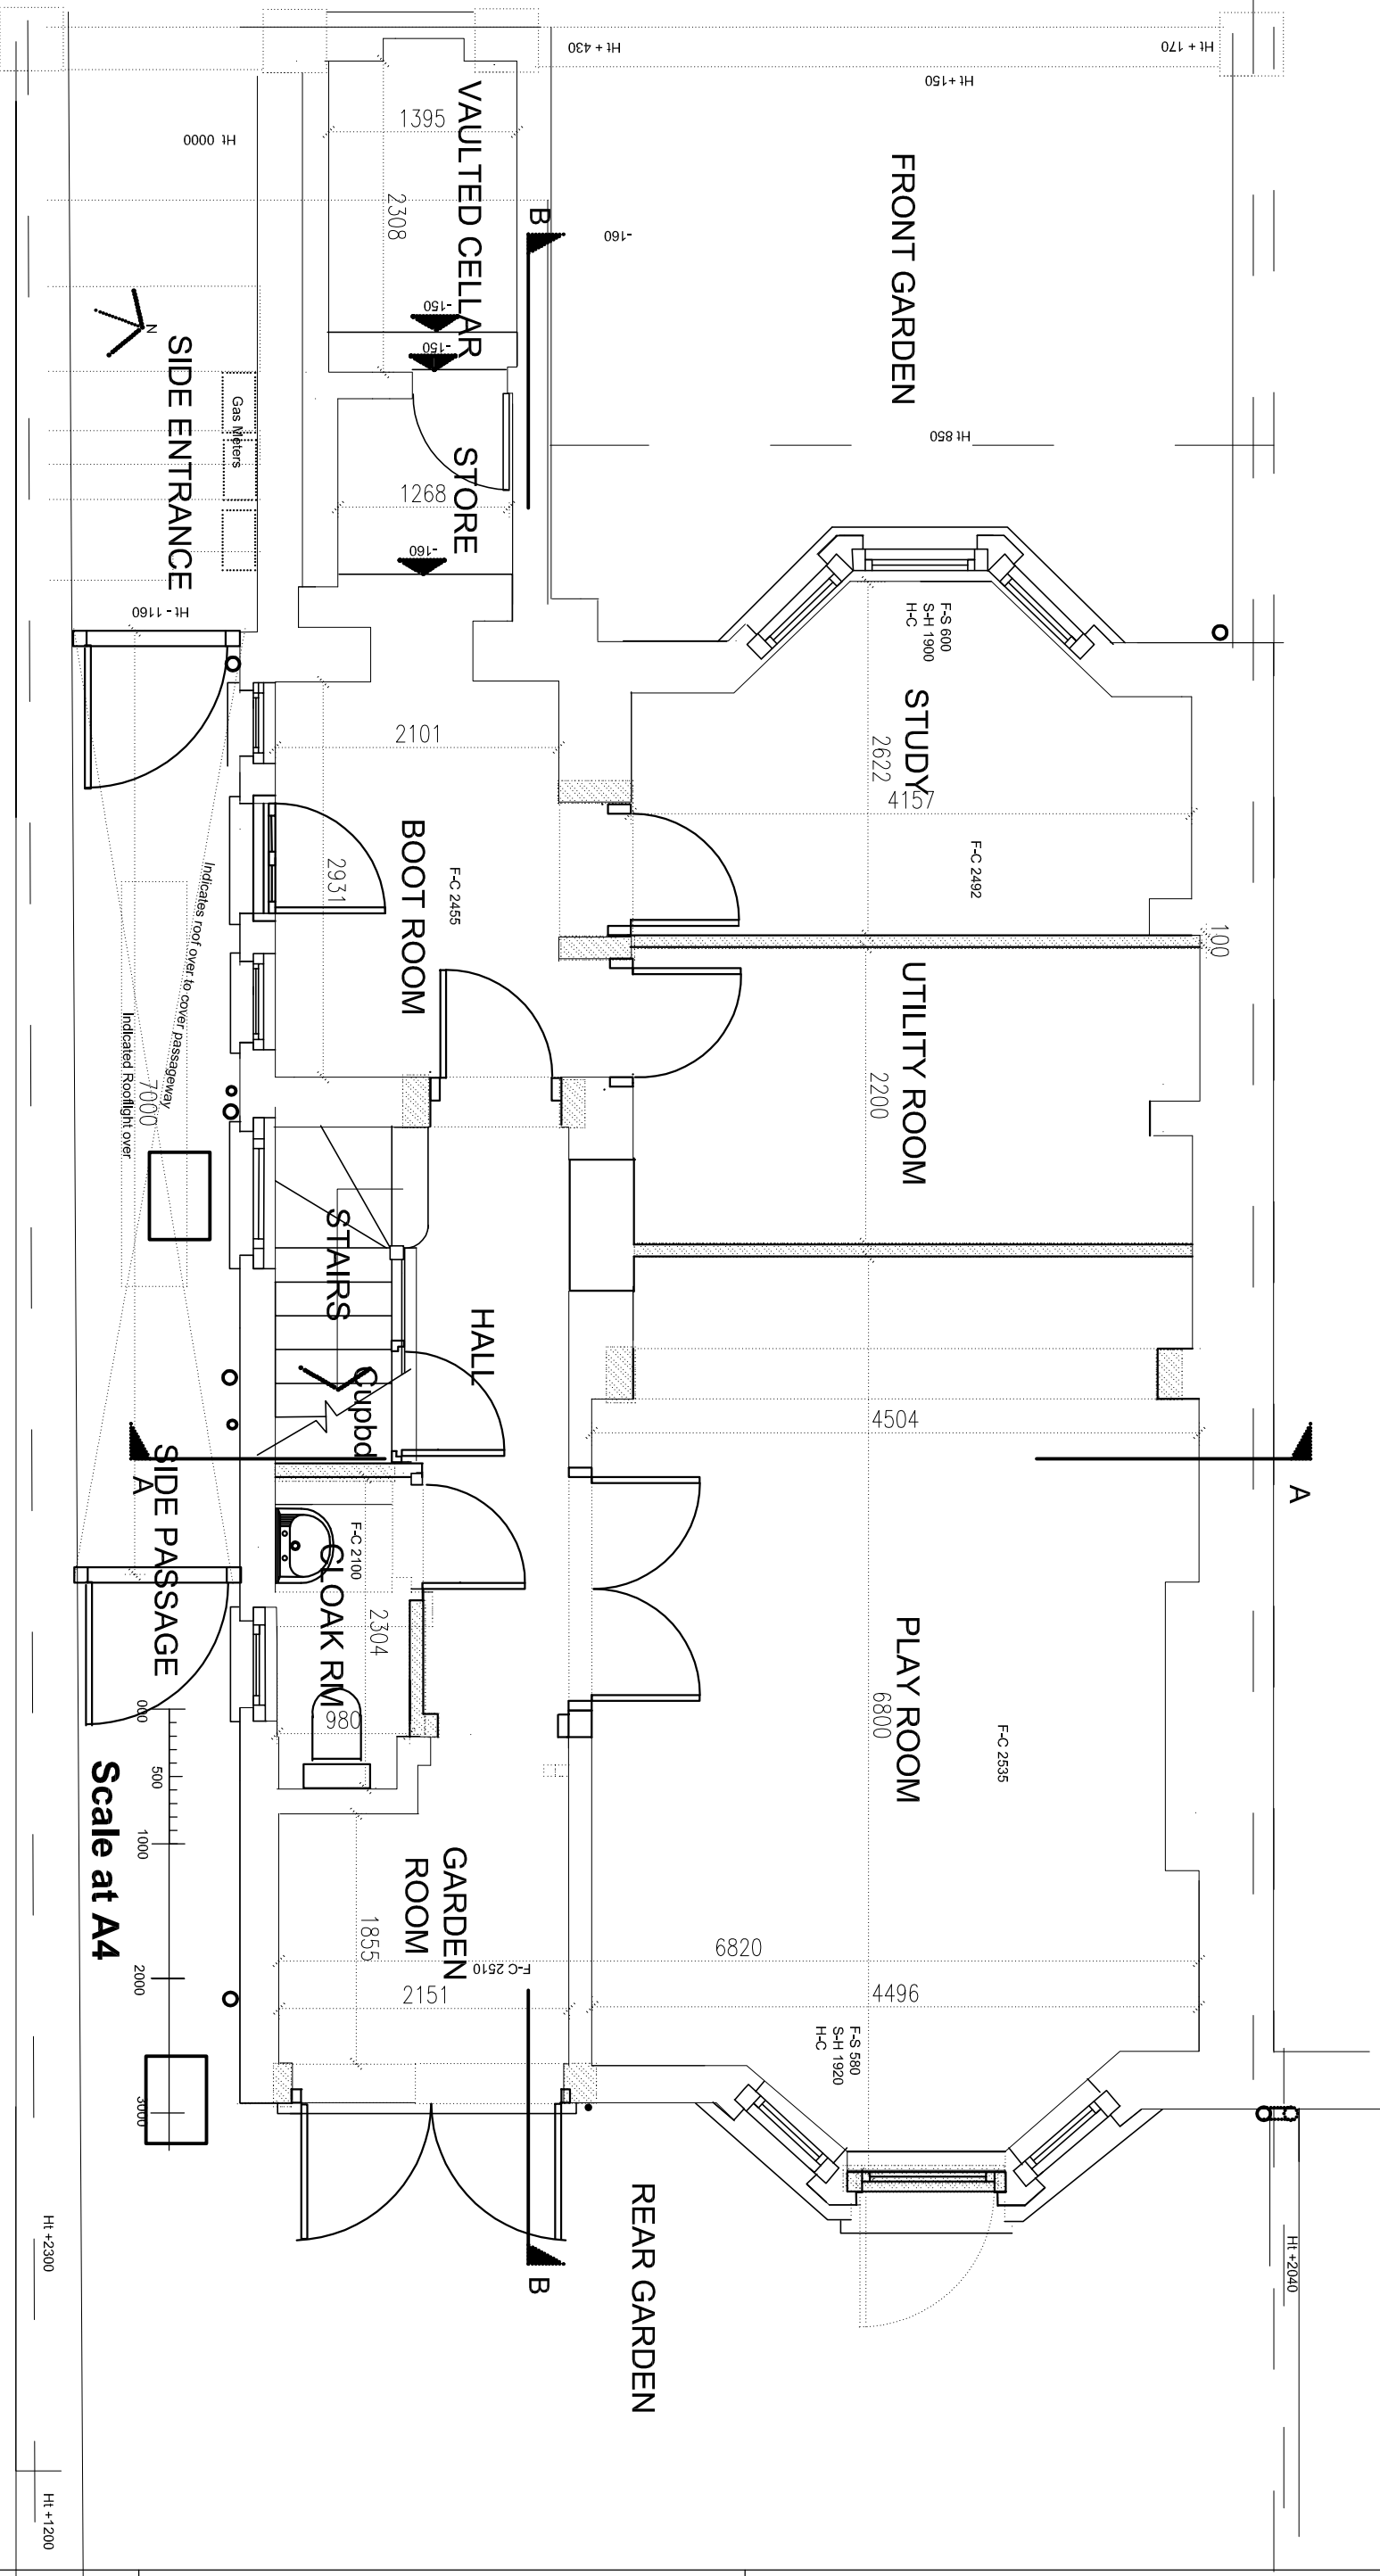 Ht + 430
Ht + 170
Ht +150
Ht 0000
1395
VAULTED CELLAR
2308
FRONT GARDEN
B
-160
-150
-150
N
SIDE ENTRANCE
Gas Meters
Ht 850
STORE
1268
-160
Ht - 1160
F-S 600
S-H 1900
H-C
STUDY
2622
4157
2101
BOOT ROOM
2931
F-C 2455
F-C 2492
100
Indicates roof over to cover passageway
Indicated Rooflight over
7000
UTILITY ROOM
2200
STAIRS
HALL
Cupbd
4504
A
A
SIDE PASSAGE
F-C 2100
CLOAK RM
2304
980
PLAY ROOM
6800
F-C 2535
000
500
1000
2000
3000
Scale at A4
GARDEN
ROOM
1855
F-C 2510
6820
2151
4496
F-S 580
S-H 1920
H-C
B
REAR GARDEN
Ht +2300
Ht +2040
Ht +1200